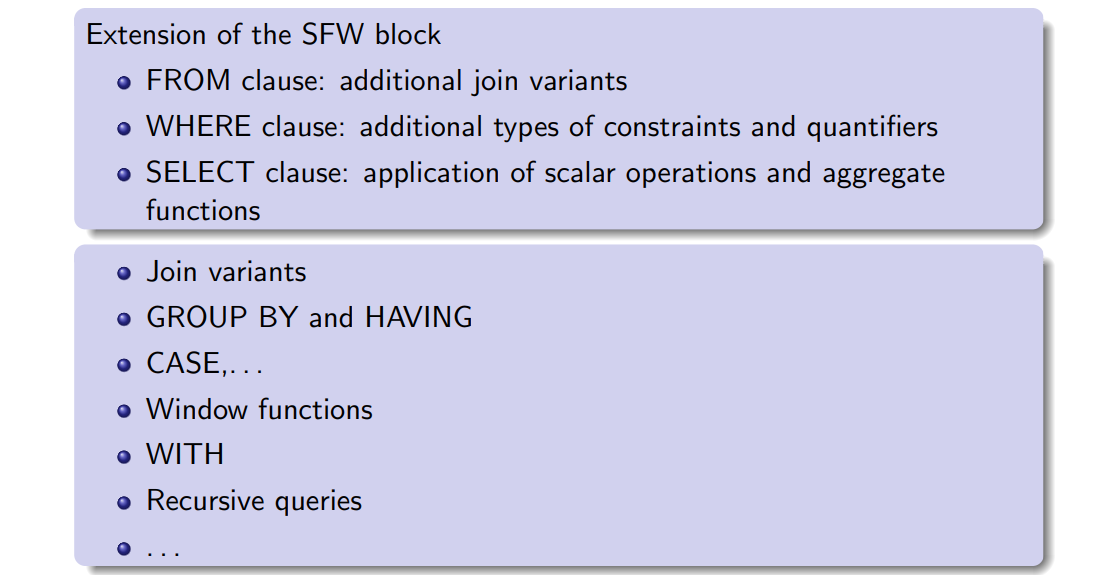 Extension of the SFW block
FROM clause: additional join variants
WHERE clause: additional types of constraints and quantifiers
SELECT clause: application of scalar operations and aggregate
functions
Join variants
GROUP BY and HAVING
CASE,...
Window functions
WITH
Recursive queries
...